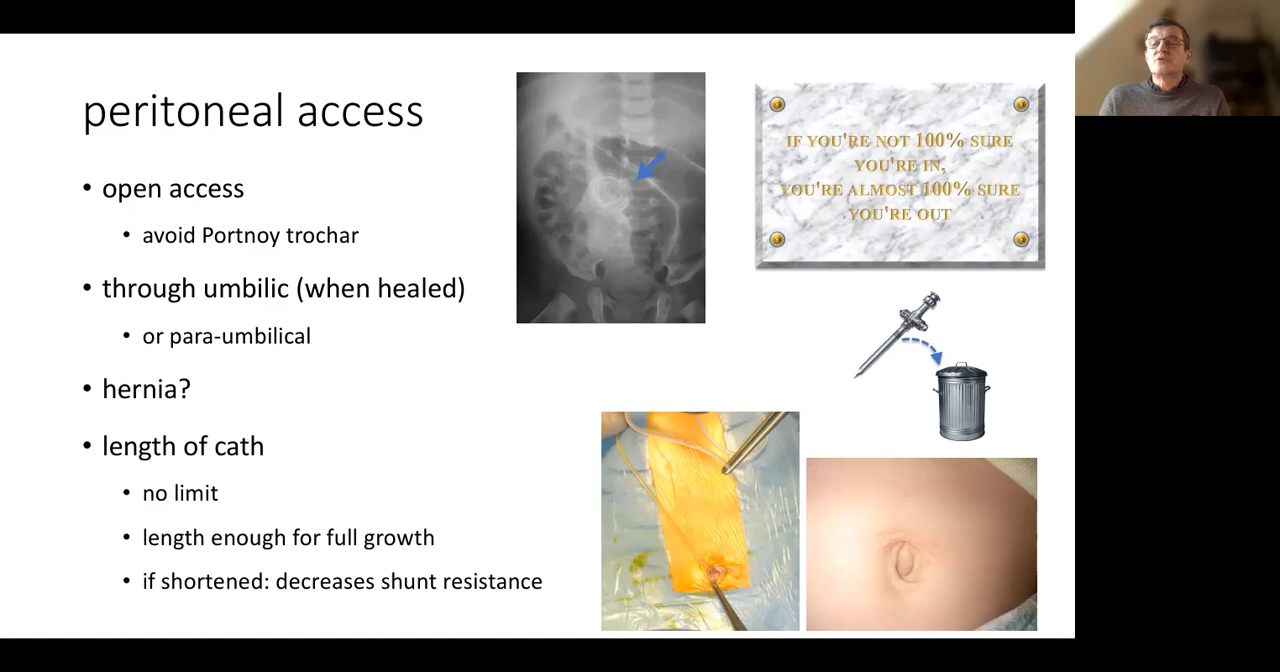 peritoneal access
• open access
• avoid Portnoy trochar
• through umbilic (when healed)
• or para-umbilical
• hernia?
• length of cath
• no limit
• length enough for full growth
• if shortened: decreases shunt resistance
IF YOU'RE NOT 100% SURE
YOU'RE IN,
YOU'RE ALMOST 100% SURE
YOU'RE OUT